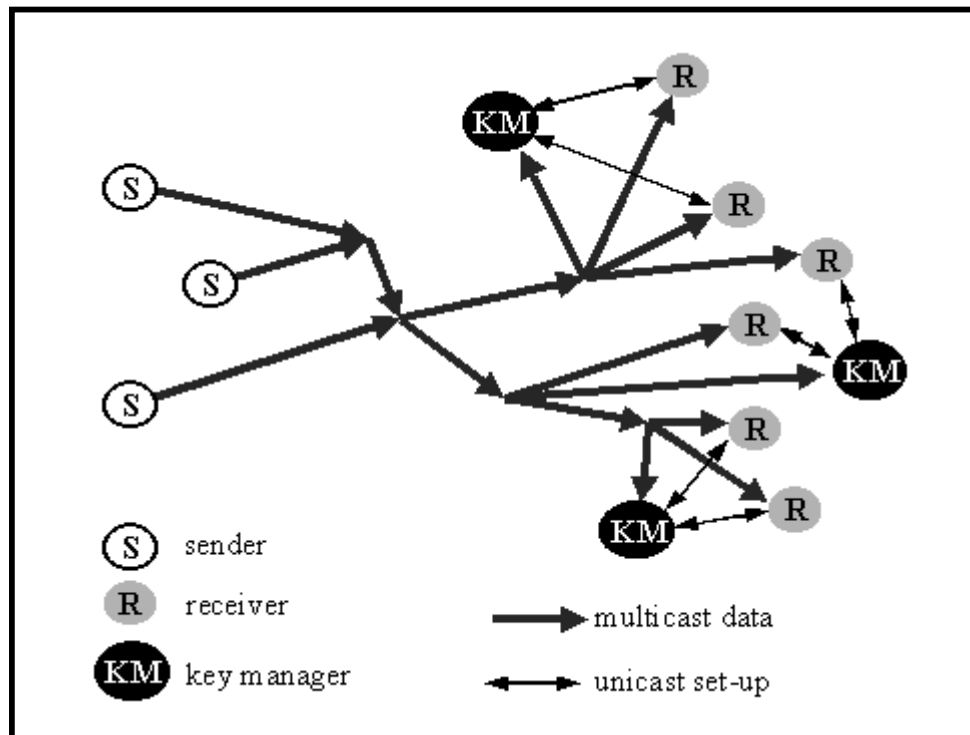 R
KM
S
R
R
S
R
KM
S
R
R
KM
S sender
R receiver
multicast data
KM key manager
unicast set-up